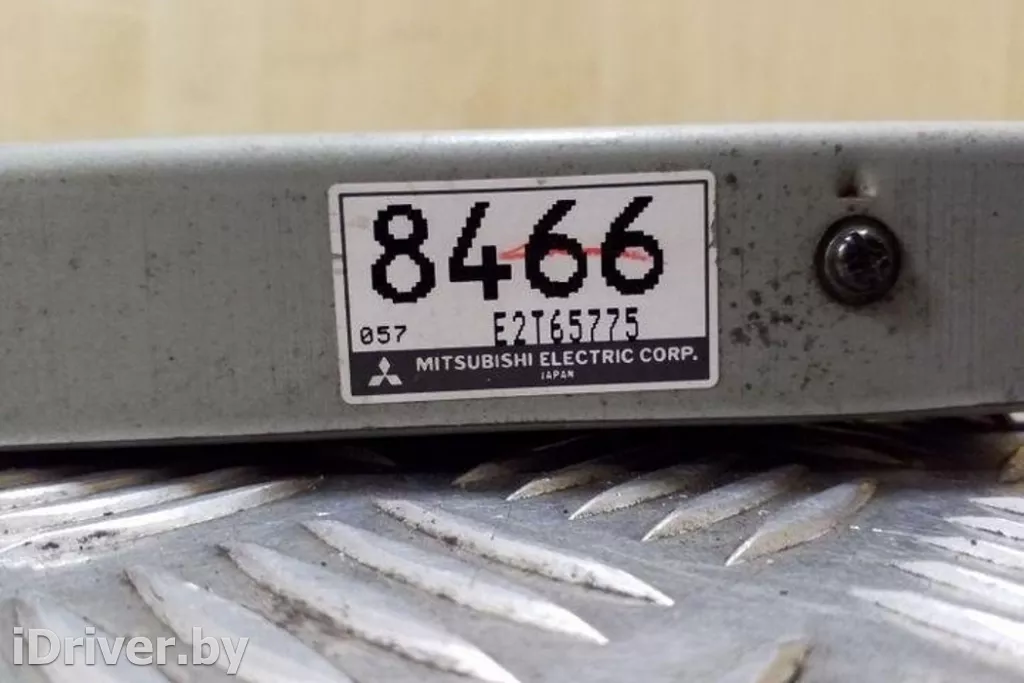 8466
057 E2T65775
MITSUBISHI ELECTRIC CORP.
JAPAN
iDriver.by